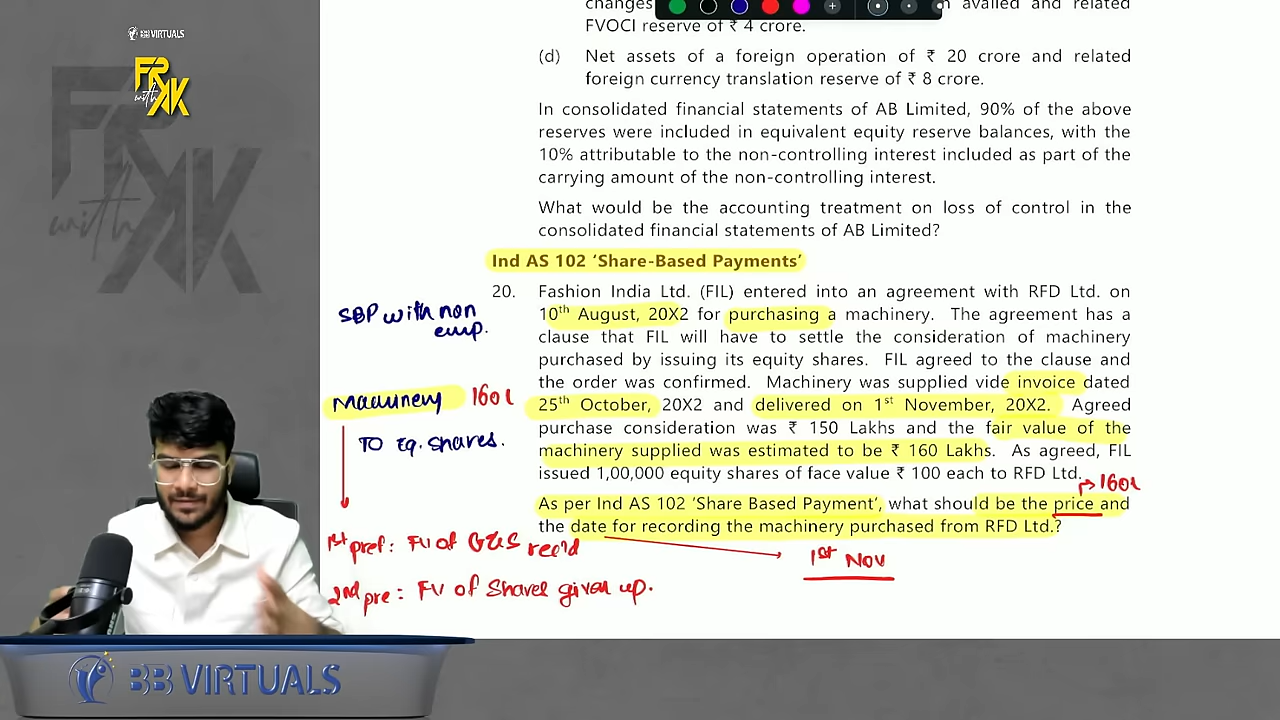 BB VIRTUALS
FR
with
AK
FR
with
AK
changes
n availed and related
FVOCI reserve of ₹ 4 crore.
(d) Net assets of a foreign operation of ₹ 20 crore and related
foreign currency translation reserve of ₹ 8 crore.
In consolidated financial statements of AB Limited, 90% of the above
reserves were included in equivalent equity reserve balances, with the
10% attributable to the non-controlling interest included as part of the
carrying amount of the non-controlling interest.
What would be the accounting treatment on loss of control in the
consolidated financial statements of AB Limited?
Ind AS 102 ‘Share-Based Payments’
20. Fashion India Ltd. (FIL) entered into an agreement with RFD Ltd. on
10th August, 20X2 for purchasing a machinery. The agreement has a
clause that FIL will have to settle the consideration of machinery
purchased by issuing its equity shares. FIL agreed to the clause and
the order was confirmed. Machinery was supplied vide invoice dated
25th October, 20X2 and delivered on 1st November, 20X2. Agreed
purchase consideration was ₹ 150 Lakhs and the fair value of the
machinery supplied was estimated to be ₹ 160 Lakhs. As agreed, FIL
issued 1,00,000 equity shares of face value ₹ 100 each to RFD Ltd.
As per Ind AS 102 ‘Share Based Payment’, what should be the price and
the date for recording the machinery purchased from RFD Ltd.?
SBP with non
emp.
Machinery 160L
TO Eq. Shares.
160L
1st pref: FV of G&S rec'd
1st Nov
2nd pre: FV of Shares given up.
BB VIRTUALS